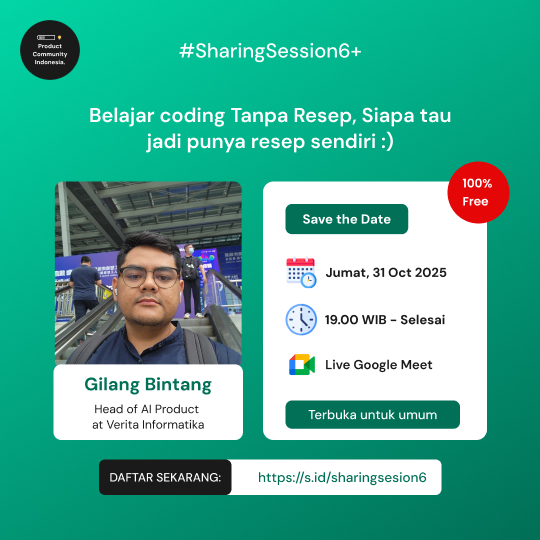 Product
Community
Indonesia.
#SharingSession6+
Belajar coding Tanpa Resep, Siapa tau
jadi punya resep sendiri :)
100%
Free
Save the Date
Jumat, 31 Oct 2025
19.00 WIB - Selesai
Live Google Meet
Terbuka untuk umum
Gilang Bintang
Head of AI Product
at Verita Informatika
DAFTAR SEKARANG:
https://s.id/sharingsesion6